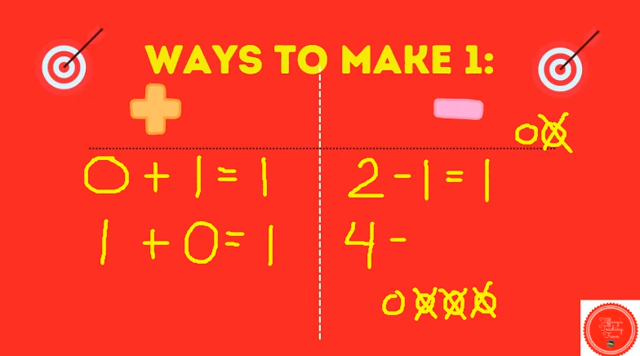 WAYS TO MAKE 1:
0 + 1 = 1
1 + 0 = 1
2 - 1 = 1
4 -